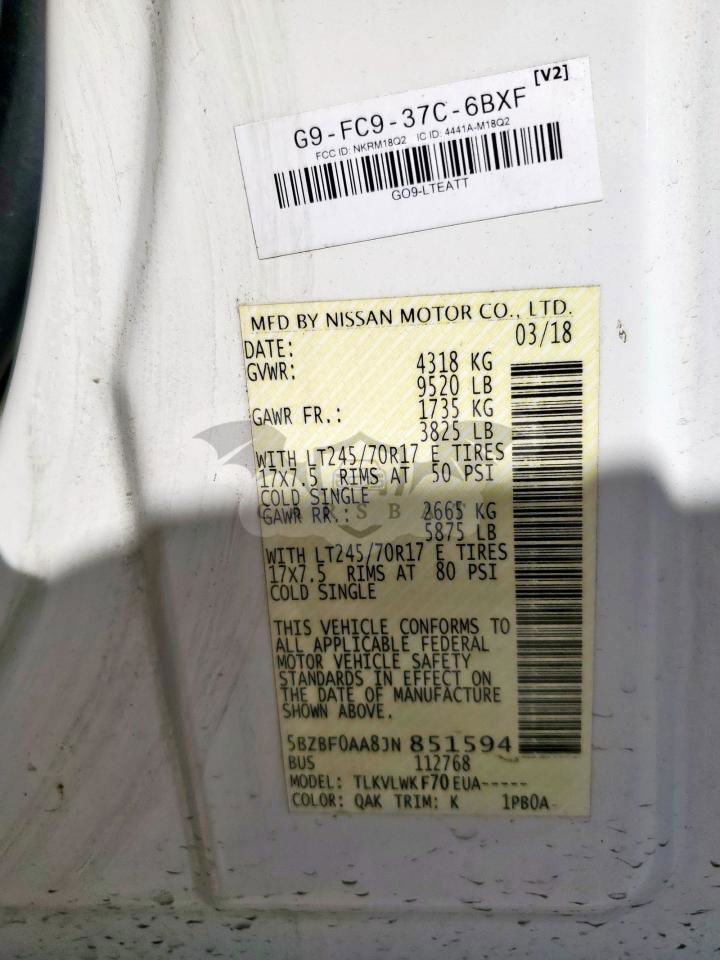 [V2]
G9-FC9-37C-6BXF
FCC ID: NKRM18Q2 IC ID: 4441A-M18Q2
GO9-LTEATT
MFD BY NISSAN MOTOR CO., LTD.
DATE: 03/18
GVWR: 4318 KG
9520 LB
GAWR FR.: 1735 KG
3825 LB
WITH LT245/70R17 E TIRES
17X7.5 RIMS AT 50 PSI
COLD SINGLE
GAWR RR.: 2665 KG
5875 LB
WITH LT245/70R17 E TIRES
17X7.5 RIMS AT 80 PSI
COLD SINGLE
THIS VEHICLE CONFORMS TO
ALL APPLICABLE FEDERAL
MOTOR VEHICLE SAFETY
STANDARDS IN EFFECT ON
THE DATE OF MANUFACTURE
SHOWN ABOVE.
5BZBF0AA8JN851594
BUS 112768
MODEL: TLKVLWKF70EUA-----
COLOR: QAK TRIM: K 1PB0A